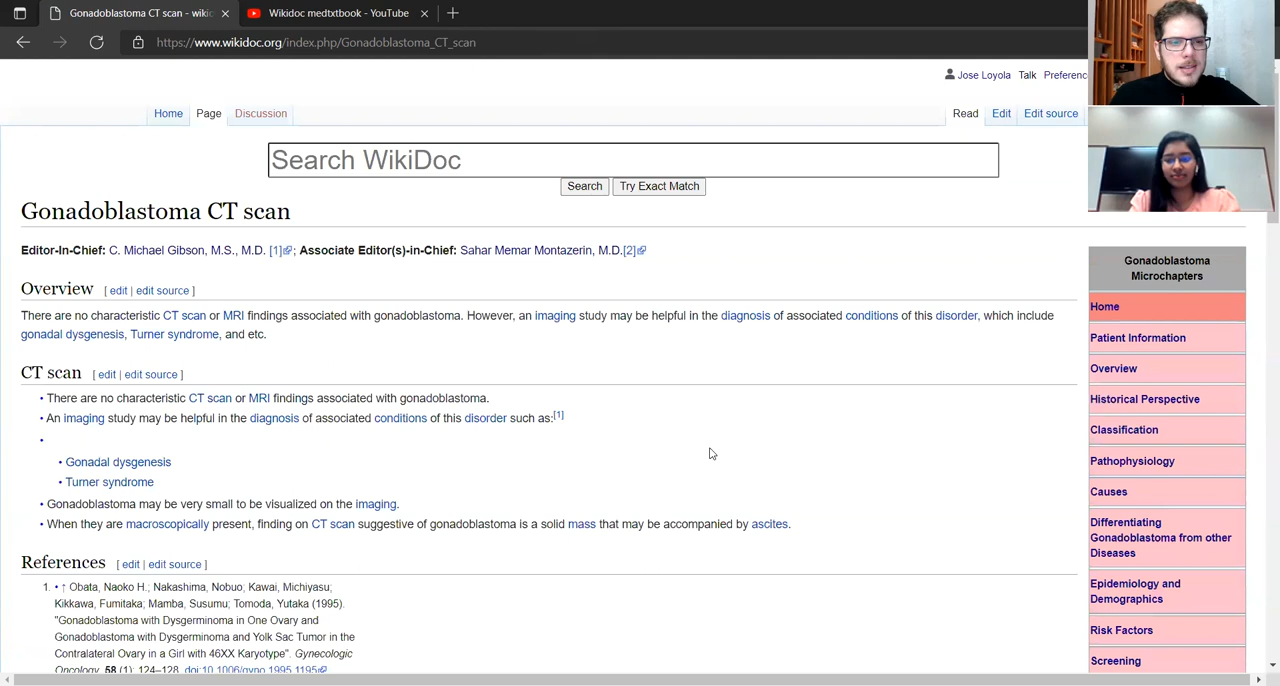 Gonadoblastoma CT scan - wiki
Wikidoc medtxtbook - YouTube
https://www.wikidoc.org/index.php/Gonadoblastoma_CT_scan
Jose Loyola Talk Preferenc
Home Page Discussion
Read Edit Edit source
Search WikiDoc
Search Try Exact Match
Gonadoblastoma CT scan
Editor-In-Chief: C. Michael Gibson, M.S., M.D. [1]; Associate Editor(s)-in-Chief: Sahar Memar Montazerin, M.D.[2]
Overview [ edit | edit source ]
There are no characteristic CT scan or MRI findings associated with gonadoblastoma. However, an imaging study may be helpful in the diagnosis of associated conditions of this disorder, which include
gonadal dysgenesis, Turner syndrome, and etc.
CT scan [ edit | edit source ]
• There are no characteristic CT scan or MRI findings associated with gonadoblastoma.
• An imaging study may be helpful in the diagnosis of associated conditions of this disorder such as:[1]
•
• Gonadal dysgenesis
• Turner syndrome
• Gonadoblastoma may be very small to be visualized on the imaging.
• When they are macroscopically present, finding on CT scan suggestive of gonadoblastoma is a solid mass that may be accompanied by ascites.
References [ edit | edit source ]
1. • ↑ Obata, Naoko H.; Nakashima, Nobuo; Kawai, Michiyasu;
Kikkawa, Fumitaka; Mamba, Susumu; Tomoda, Yutaka (1995).
"Gonadoblastoma with Dysgerminoma in One Ovary and
Gonadoblastoma with Dysgerminoma and Yolk Sac Tumor in the
Contralateral Ovary in a Girl with 46XX Karyotype". Gynecologic
Oncology. 58 (1): 124–128. doi:10.1006/gyno.1995.1195
Gonadoblastoma
Microchapters
Home
Patient Information
Overview
Historical Perspective
Classification
Pathophysiology
Causes
Differentiating
Gonadoblastoma from other
Diseases
Epidemiology and
Demographics
Risk Factors
Screening